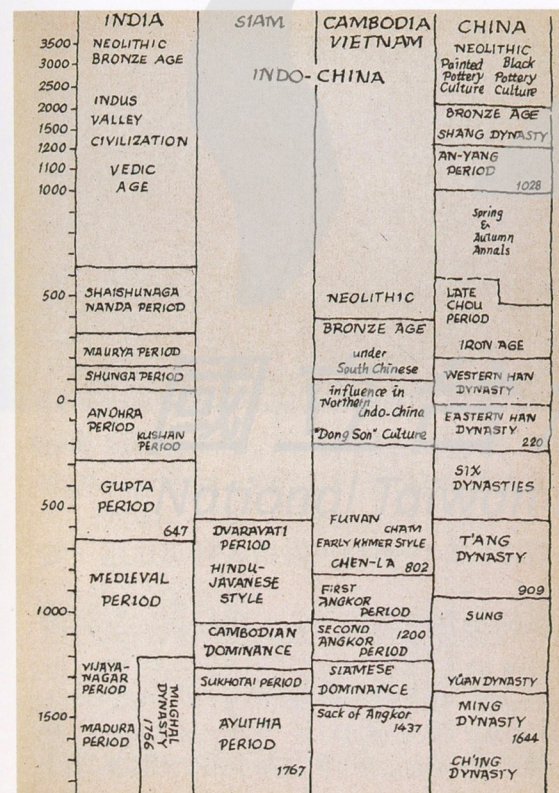 INDIA
SIAM
CAMBODIA
VIETNAM
CHINA
INDO-CHINA
3500
3000
2500
2000
1500
1200
1100
1000
500
0
500
1000
1500
NEOLITHIC
BRONZE AGE
INDUS
VALLEY
CIVILIZATION
VEDIC
AGE
SHAISHUNAGA
NANDA PERIOD
MAURYA PERIOD
SHUNGA PERIOD
ANDHRA
PERIOD
KUSHAN
PERIOD
GUPTA
PERIOD
647
MEDIEVAL
PERIOD
VIJAYA-
NAGAR
PERIOD
MUGHAL
DYNASTY
1756
MADURA
PERIOD
DVARAVATI
PERIOD
HINDU-
JAVANESE
STYLE
CAMBODIAN
DOMINANCE
SUKHOTAI PERIOD
AYUTHIA
PERIOD
1767
NEOLITHIC
BRONZE AGE
under
South Chinese
influence in
Northern
Indo-China
"Dong Son" Culture
FUNAN
CHAM
EARLY KHMER STYLE
CHEN-LA 802
FIRST
ANGKOR
PERIOD
SECOND 1200
ANGKOR
PERIOD
SIAMESE
DOMINANCE
Sack of Angkor
1437
NEOLITHIC
Painted Black
Pottery Pottery
Culture Culture
BRONZE AGE
SHANG DYNASTY
AN-YANG
PERIOD
1028
Spring
&
Autumn
Annals
LATE
CHOU
PERIOD
IRON AGE
WESTERN HAN
DYNASTY
EASTERN HAN
DYNASTY
220
SIX
DYNASTIES
T'ANG
DYNASTY
909
SUNG
YÜAN DYNASTY
MING
DYNASTY
1644
CH'ING
DYNASTY
National Taiwan